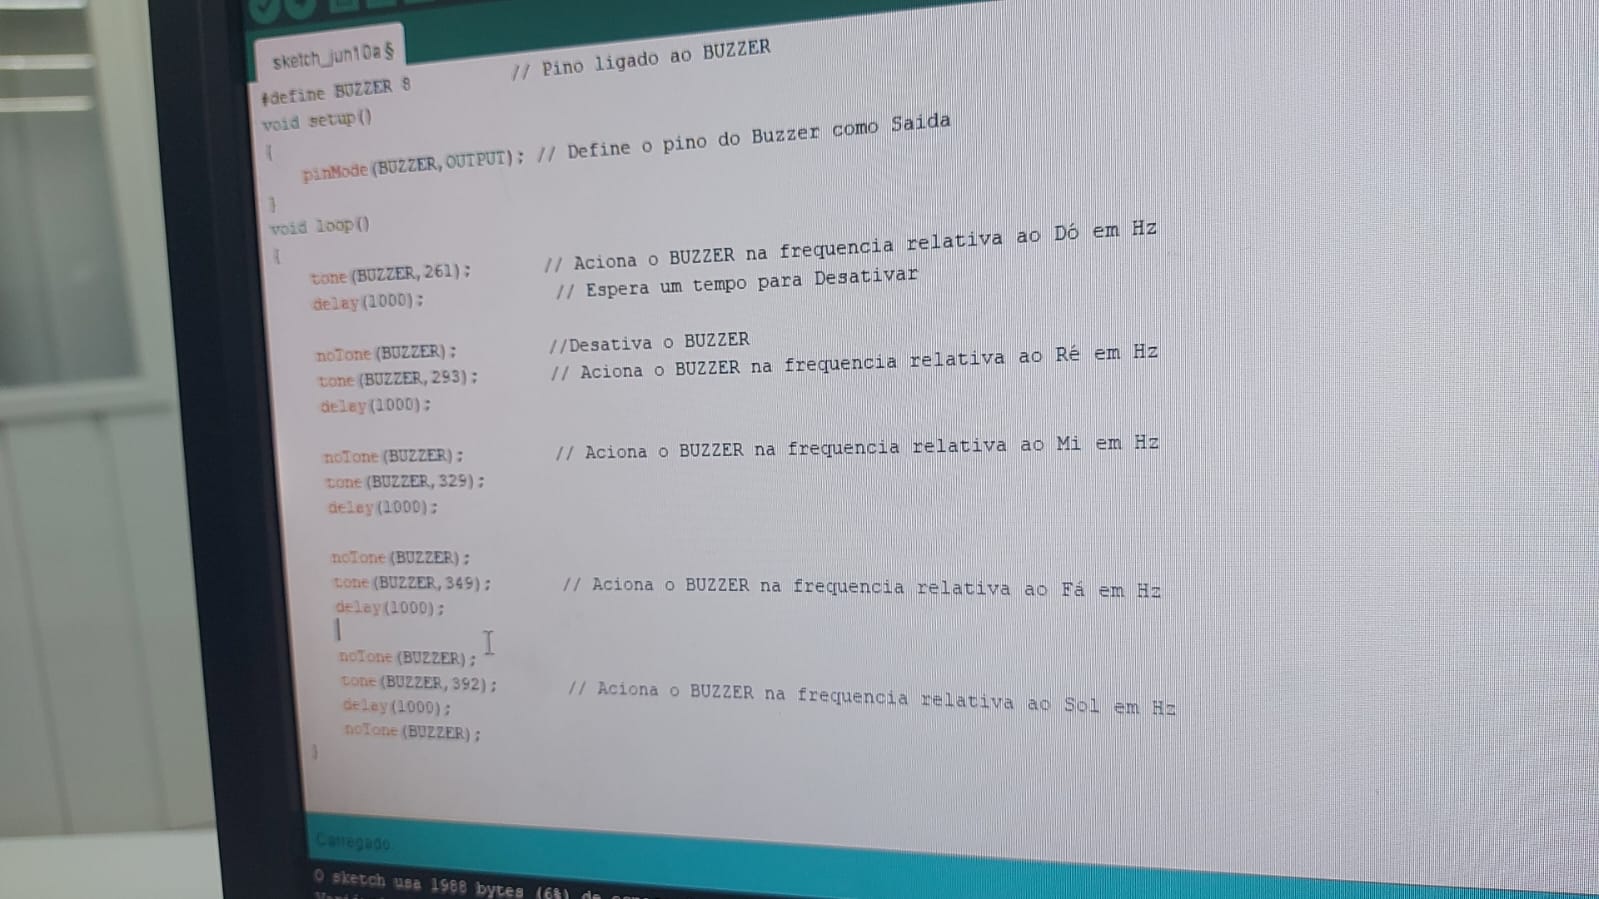 sketch_jun10a§
#define BUZZER 8 // Pino ligado ao BUZZER
void setup()
{
pinMode(BUZZER,OUTPUT); // Define o pino do Buzzer como Saida
}
void loop()
{
tone(BUZZER,261); // Aciona o BUZZER na frequencia relativa ao Dó em Hz
delay(1000); // Espera um tempo para Desativar
noTone(BUZZER); //Desativa o BUZZER
tone(BUZZER,293); // Aciona o BUZZER na frequencia relativa ao Ré em Hz
delay(1000);
noTone(BUZZER); // Aciona o BUZZER na frequencia relativa ao Mi em Hz
tone(BUZZER,329);
delay(1000);
noTone(BUZZER);
tone(BUZZER,349); // Aciona o BUZZER na frequencia relativa ao Fá em Hz
delay(1000);
noTone(BUZZER);
tone(BUZZER,392); // Aciona o BUZZER na frequencia relativa ao Sol em Hz
delay(1000);
noTone(BUZZER);
}
Carregado.
O sketch usa 1988 bytes (6%) de